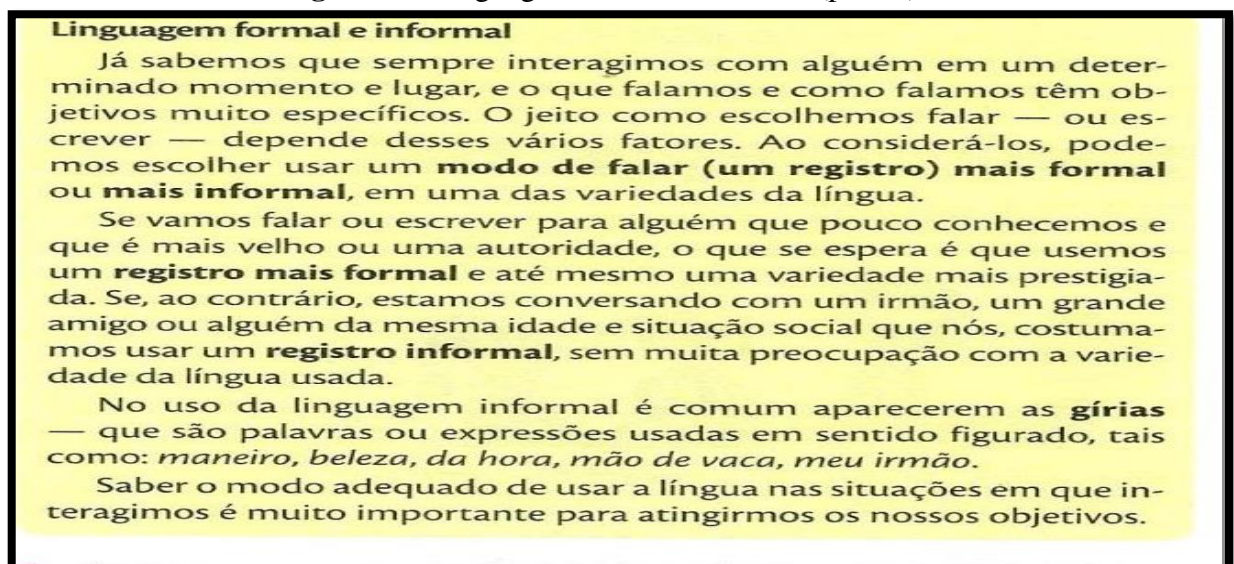 Linguagem formal e informal
Já sabemos que sempre interagimos com alguém em um deter-
minado momento e lugar, e o que falamos e como falamos têm ob-
jetivos muito específicos. O jeito como escolhemos falar — ou es-
crever — depende desses vários fatores. Ao considerá-los, pode-
mos escolher usar um modo de falar (um registro) mais formal
ou mais informal, em uma das variedades da língua.
Se vamos falar ou escrever para alguém que pouco conhecemos e
que é mais velho ou uma autoridade, o que se espera é que usemos
um registro mais formal e até mesmo uma variedade mais prestigia-
da. Se, ao contrário, estamos conversando com um irmão, um grande
amigo ou alguém da mesma idade e situação social que nós, costuma-
mos usar um registro informal, sem muita preocupação com a varie-
dade da língua usada.
No uso da linguagem informal é comum aparecerem as gírias
— que são palavras ou expressões usadas em sentido figurado, tais
como: maneiro, beleza, da hora, mão de vaca, meu irmão.
Saber o modo adequado de usar a língua nas situações em que in-
teragimos é muito importante para atingirmos os nossos objetivos.